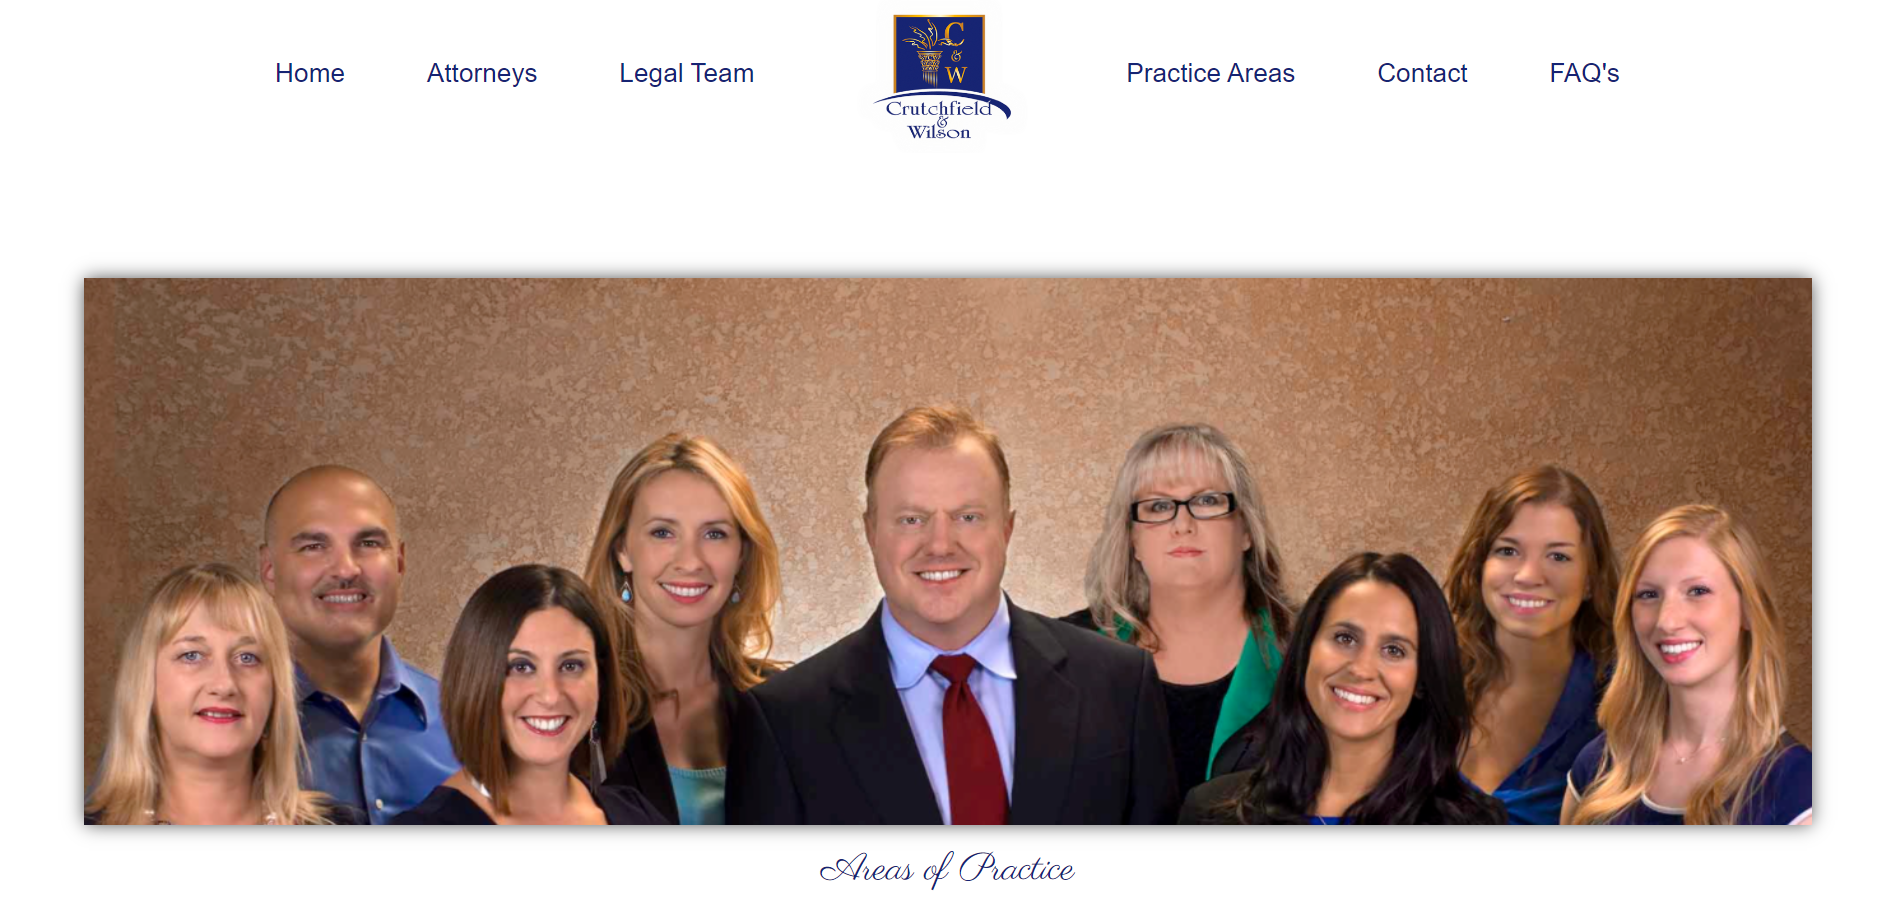 Home
Attorneys
Legal Team
C
&
W
Crutchfield
&
Wilson
Practice Areas
Contact
FAQ's
Areas of Practice